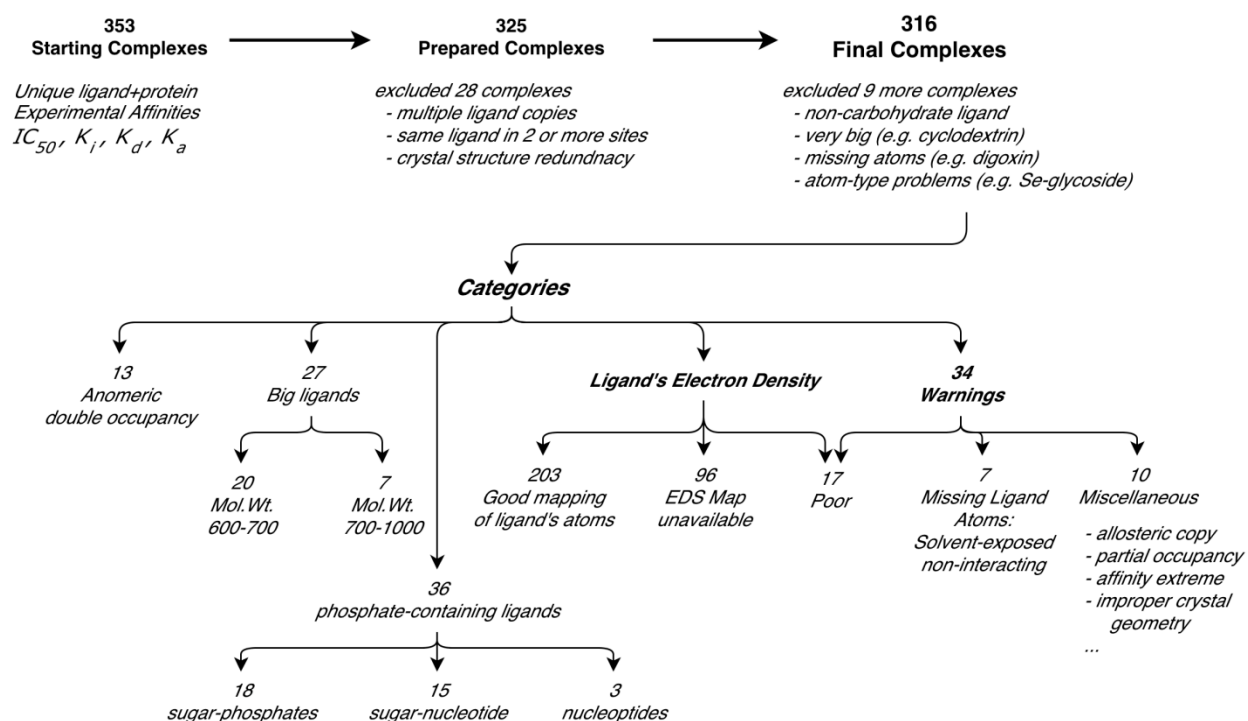 353
Starting Complexes
325
Prepared Complexes
316
Final Complexes
Unique ligand+protein
Experimental Affinities
IC50, Ki, Kd, Ka
excluded 28 complexes
- multiple ligand copies
- same ligand in 2 or more sites
- crystal structure redundnacy
excluded 9 more complexes
- non-carbohydrate ligand
- very big (e.g. cyclodextrin)
- missing atoms (e.g. digoxin)
- atom-type problems (e.g. Se-glycoside)
Categories
13
Anomeric
double occupancy
27
Big ligands
Ligand's Electron Density
34
Warnings
20
Mol.Wt.
600-700
7
Mol.Wt.
700-1000
203
Good mapping
of ligand's atoms
96
EDS Map
unavailable
17
Poor
7
Missing Ligand
Atoms:
Solvent-exposed
non-interacting
10
Miscellaneous
- allosteric copy
- partial occupancy
- affinity extreme
- improper crystal
geometry
...
36
phosphate-containing ligands
18
sugar-phosphates
15
sugar-nucleotide
3
nucleoptides